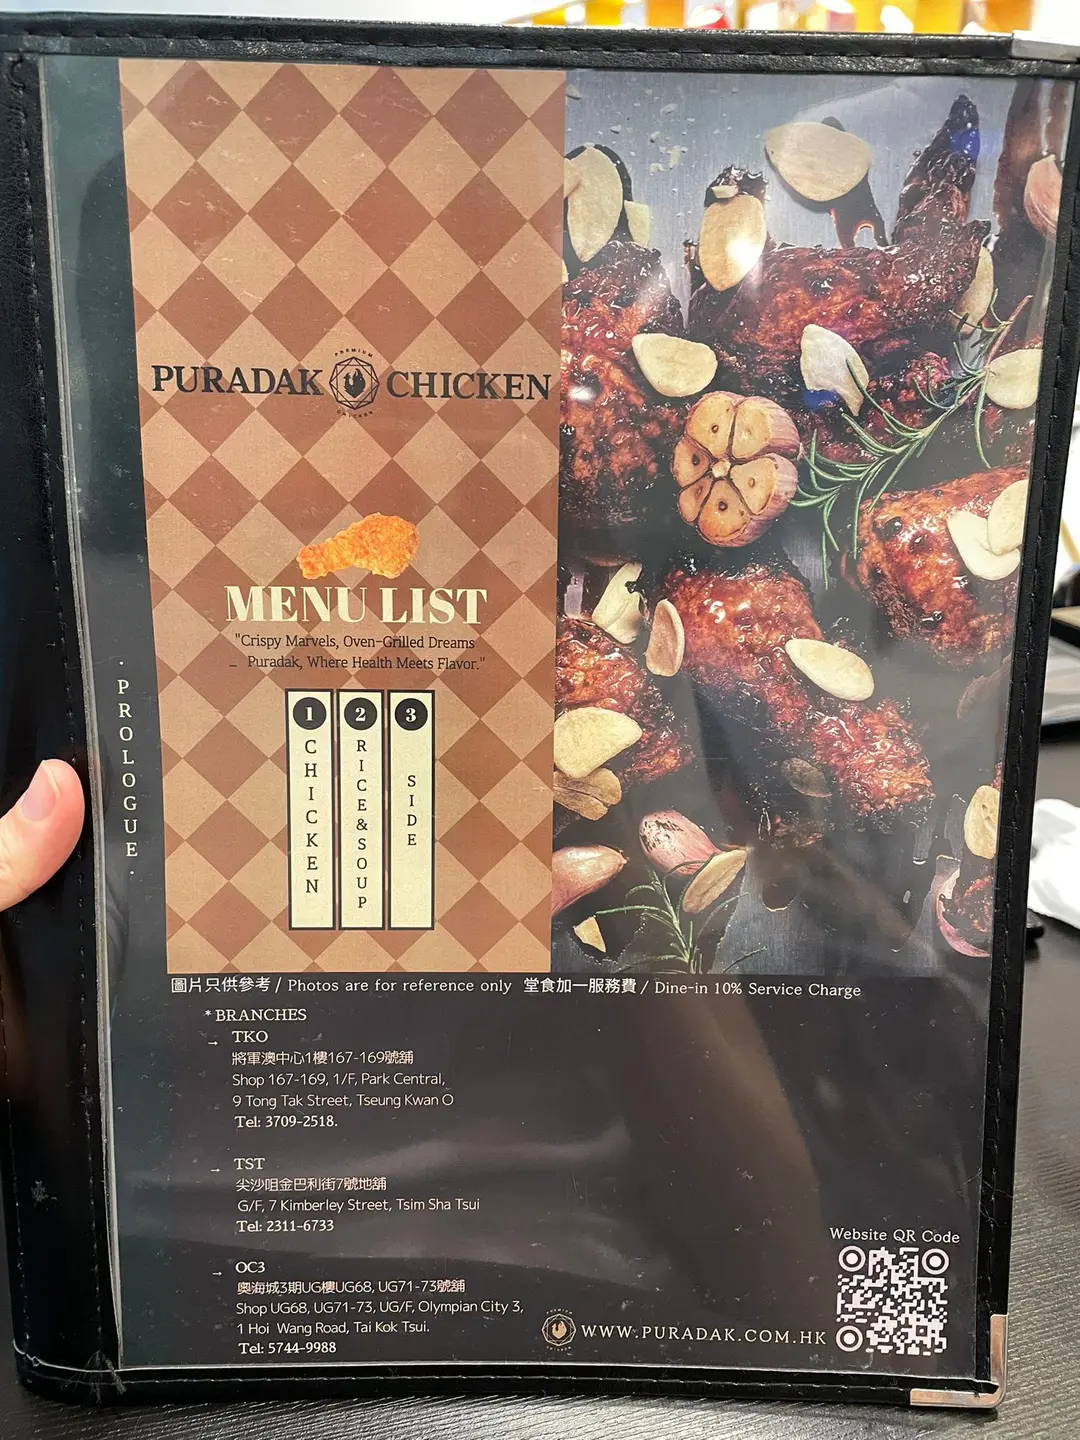 PREMIUM
PURADAK CHICKEN
CHICKEN
MENU LIST
"Crispy Marvels, Oven-Grilled Dreams
_ Puradak, Where Health Meets Flavor."
1 CHICKEN
2 RICE&SOUP
3 SIDE
· PROLOGUE ·
圖片只供參考 / Photos are for reference only 堂食加一服務費 / Dine-in 10% Service Charge
* BRANCHES
→ TKO
將軍澳中心1樓167-169號舖
Shop 167-169, 1/F, Park Central,
9 Tong Tak Street, Tseung Kwan O
Tel: 3709-2518.
→ TST
尖沙咀金巴利街7號地舖
G/F, 7 Kimberley Street, Tsim Sha Tsui
Tel: 2311-6733
→ OC3
奧海城3期UG樓UG68, UG71-73號舖
Shop UG68, UG71-73, UG/F, Olympian City 3,
1 Hoi Wang Road, Tai Kok Tsui.
Tel: 5744-9988
Website QR Code
PREMIUM
WWW.PURADAK.COM.HK
CHICKEN